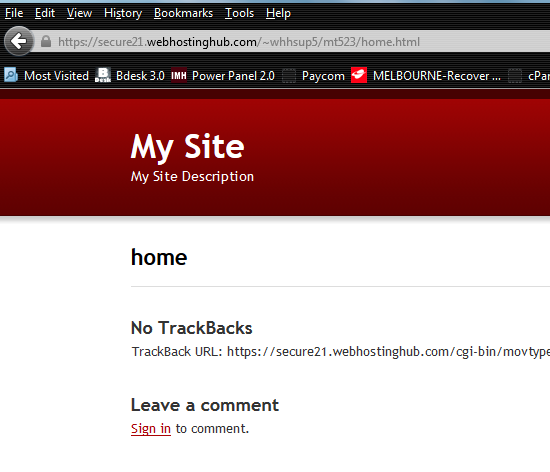 File Edit View History Bookmarks Tools Help
https://secure21.webhostinghub.com/~whhsup5/mt523/home.html
Most Visited Bdesk 3.0 IMH Power Panel 2.0 Paycom MELBOURNE-Recover ... cPar
My Site
My Site Description
home
No TrackBacks
TrackBack URL: https://secure21.webhostinghub.com/cgi-bin/movtype
Leave a comment
Sign in to comment.